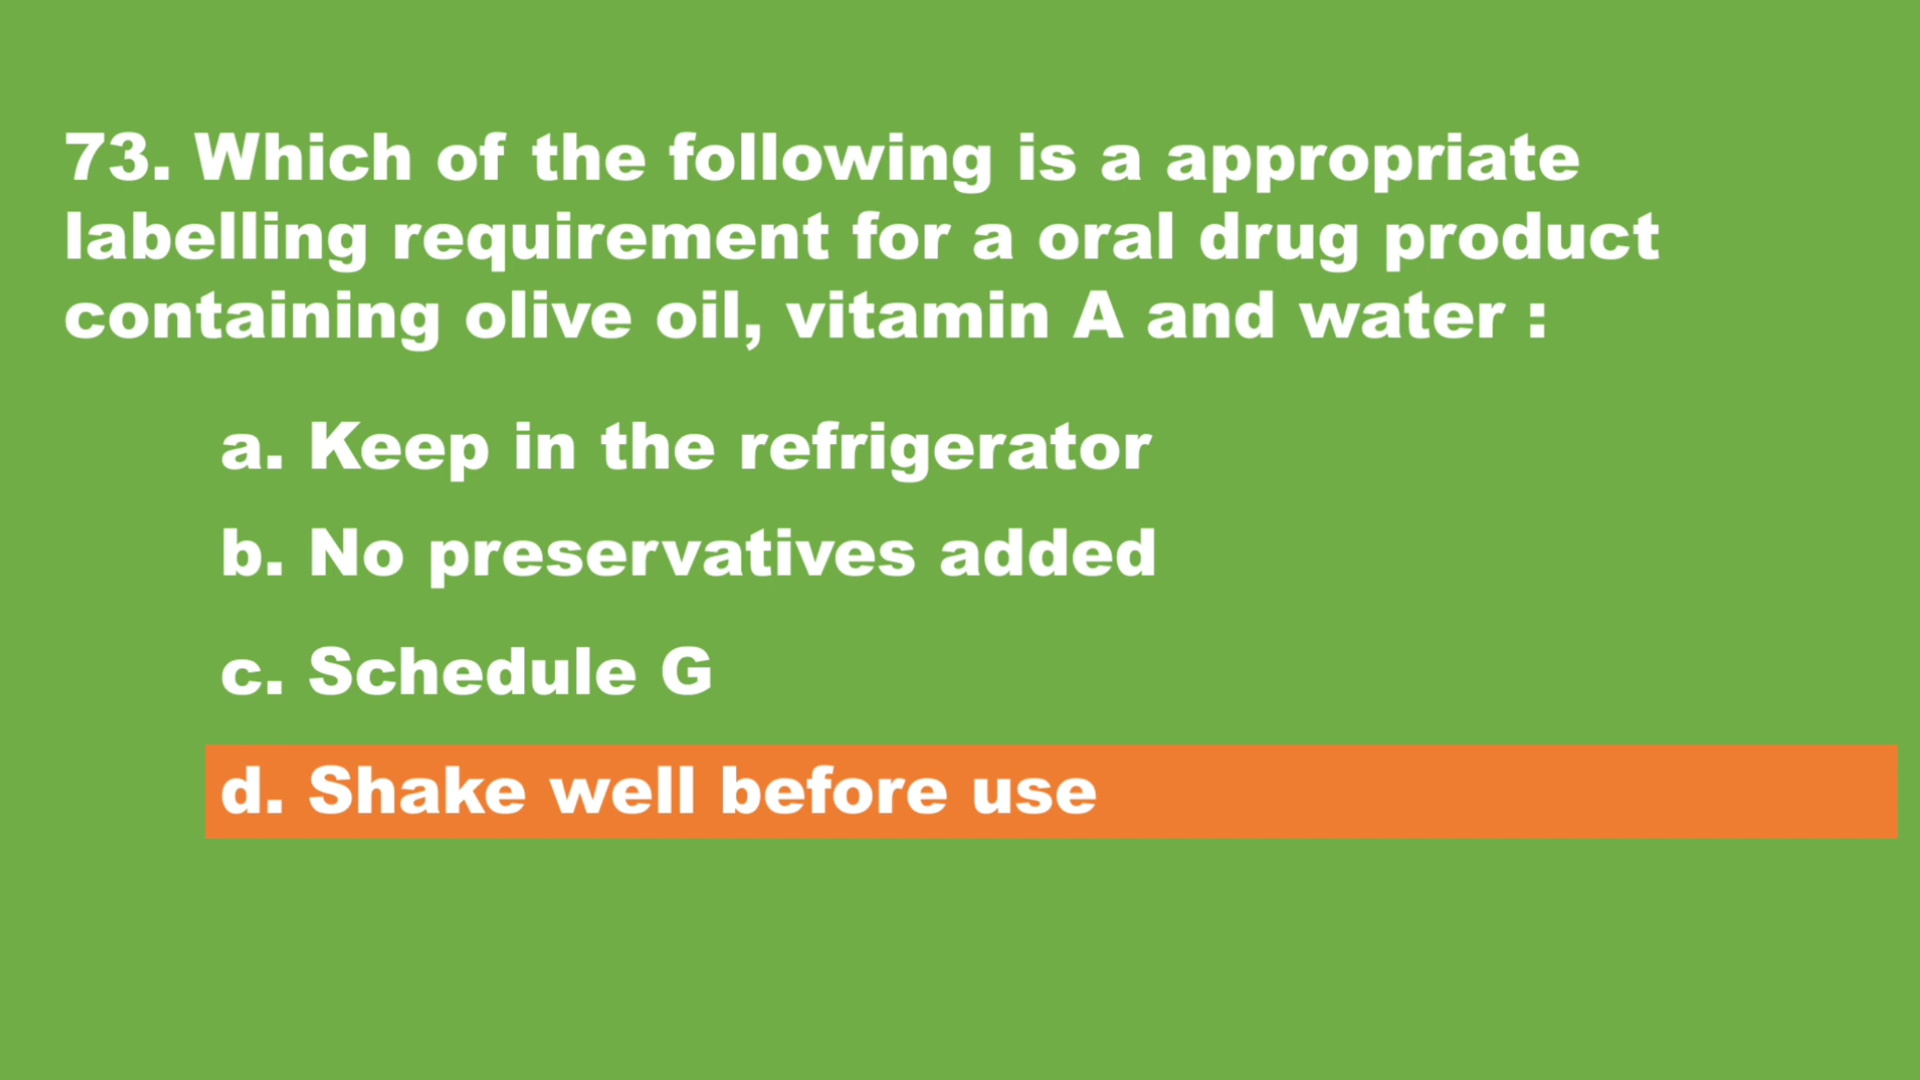 73. Which of the following is a appropriate
labelling requirement for a oral drug product
containing olive oil, vitamin A and water :
a. Keep in the refrigerator
b. No preservatives added
c. Schedule G
d. Shake well before use